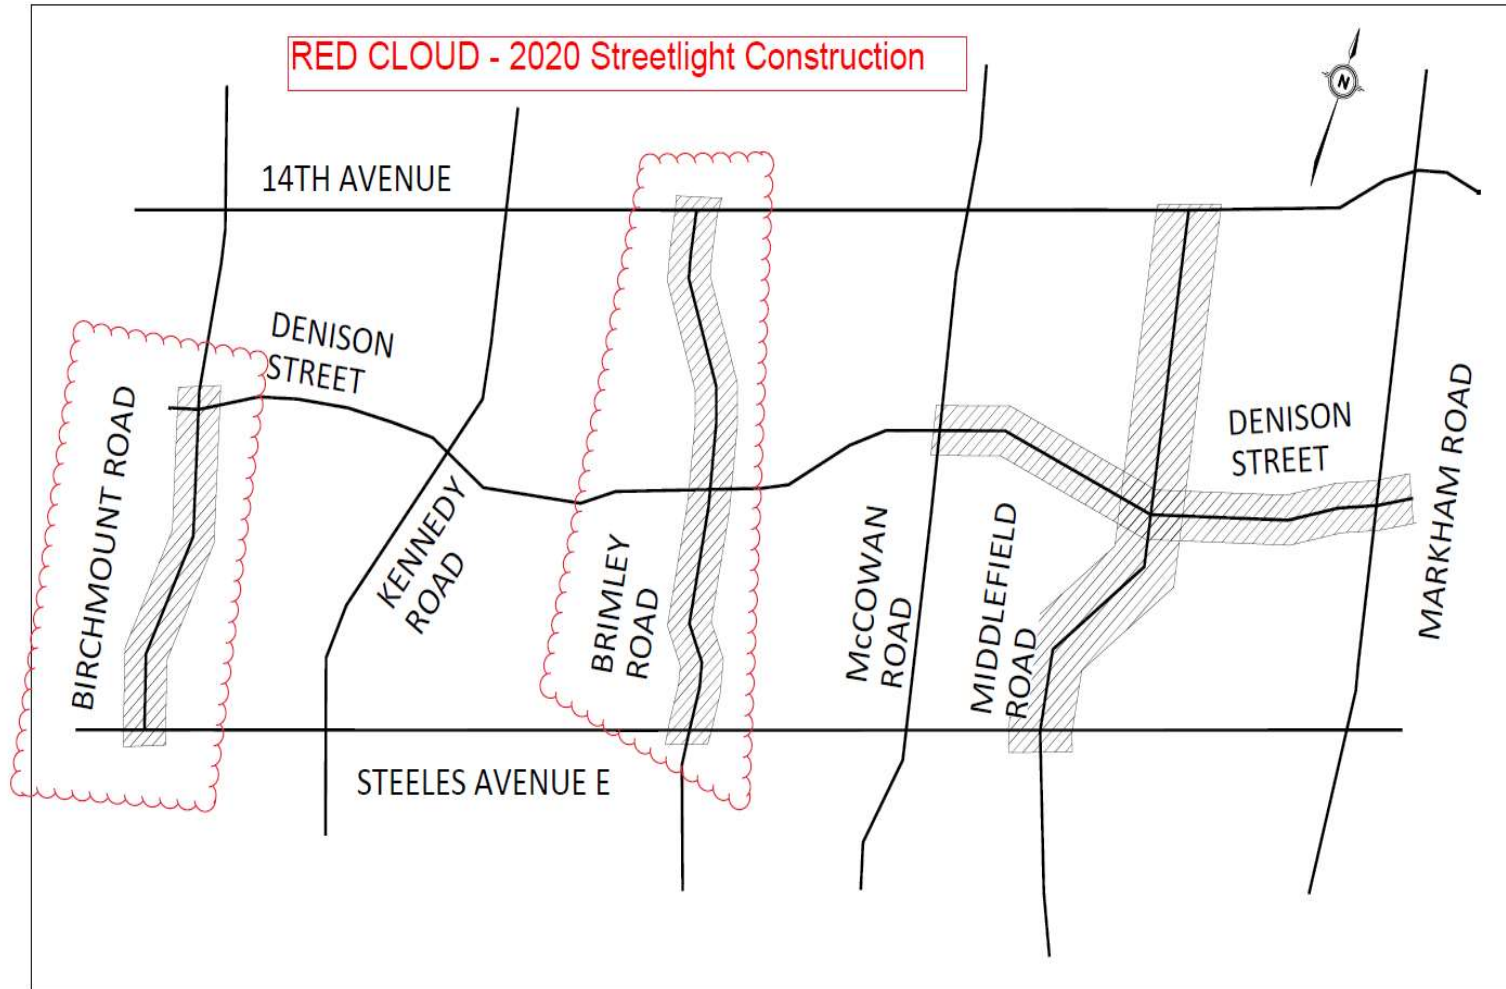 RED CLOUD - 2020 Streetlight Construction
N
14TH AVENUE
DENISON
STREET
BIRCHMOUNT ROAD
KENNEDY
ROAD
BRIMLEY
ROAD
McCOWAN
ROAD
MIDDLEFIELD
ROAD
DENISON
STREET
MARKHAM ROAD
STEELES AVENUE E